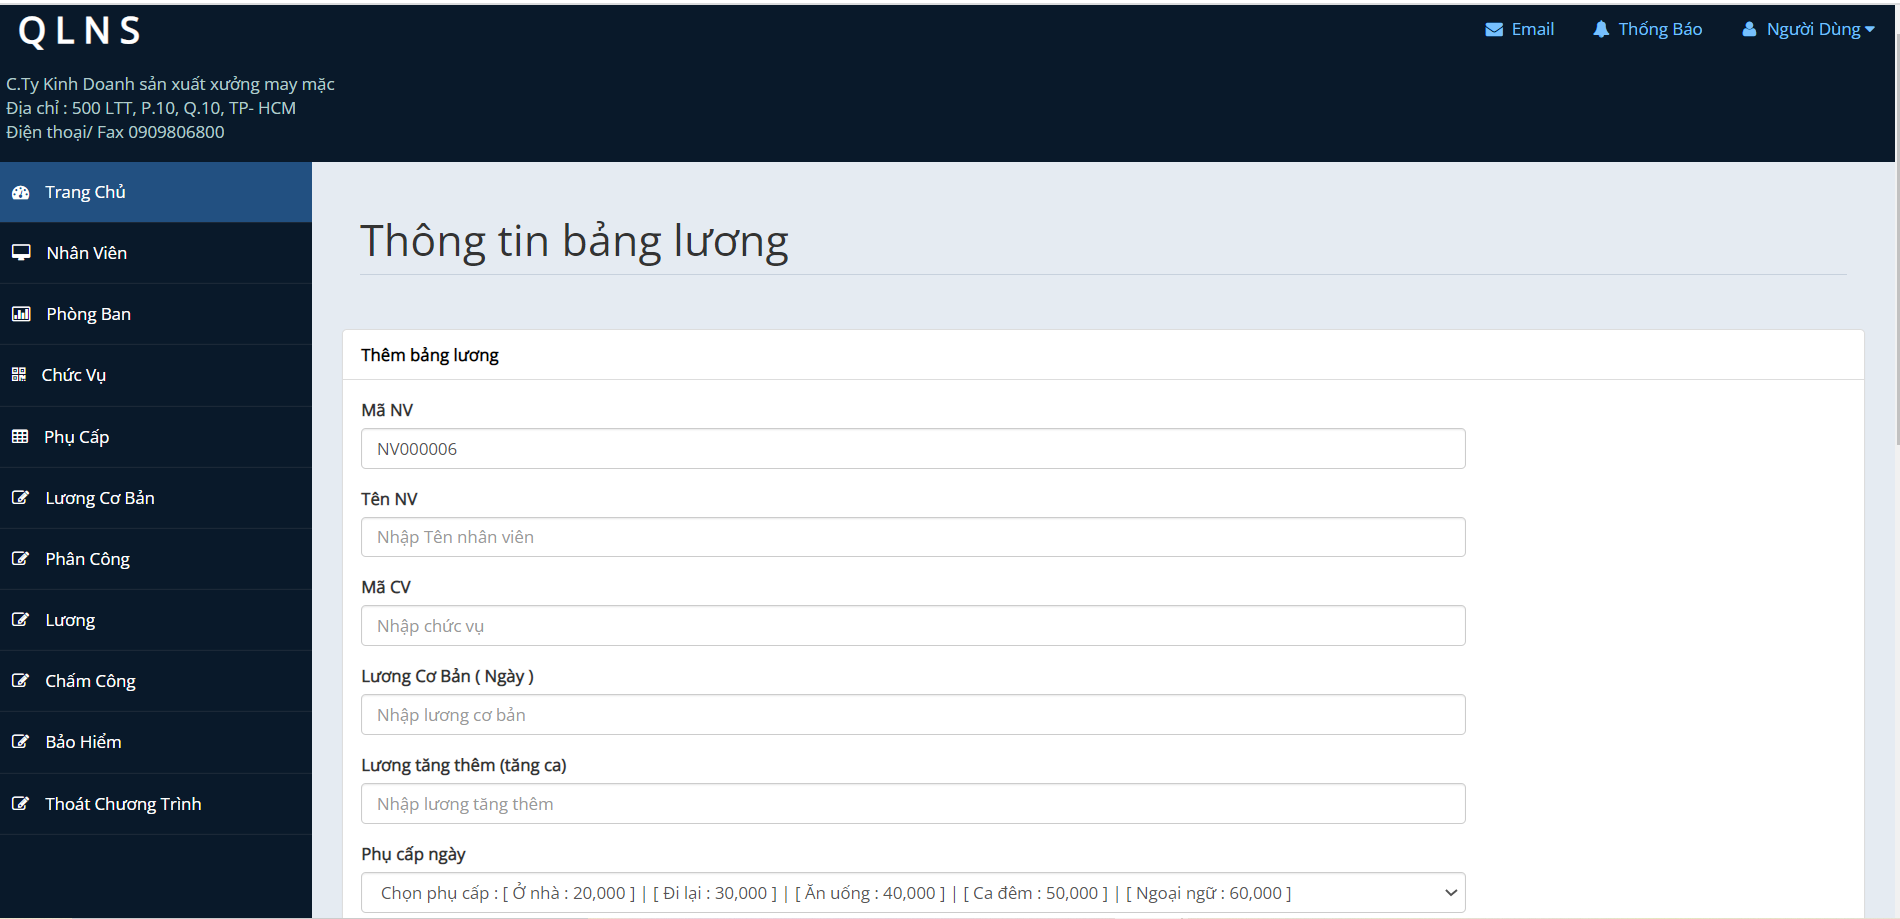 QLNS
Email
Thống Báo
Người Dùng
C.Ty Kinh Doanh sản xuất xưởng may mặc
Địa chỉ : 500 LTT, P.10, Q.10, TP- HCM
Điện thoại/ Fax 0909806800
Trang Chủ
Nhân Viên
Phòng Ban
Chức Vụ
Phụ Cấp
Lương Cơ Bản
Phân Công
Lương
Chấm Công
Bảo Hiểm
Thoát Chương Trình
Thông tin bảng lương
Thêm bảng lương
Mã NV
NV000006
Tên NV
Nhập Tên nhân viên
Mã CV
Nhập chức vụ
Lương Cơ Bản ( Ngày )
Nhập lương cơ bản
Lương tăng thêm (tăng ca)
Nhập lương tăng thêm
Phụ cấp ngày
Chọn phụ cấp : [ Ở nhà : 20,000 ] | [ Đi lại : 30,000 ] | [ Ăn uống : 40,000 ] | [ Ca đêm : 50,000 ] | [ Ngoại ngữ : 60,000 ]